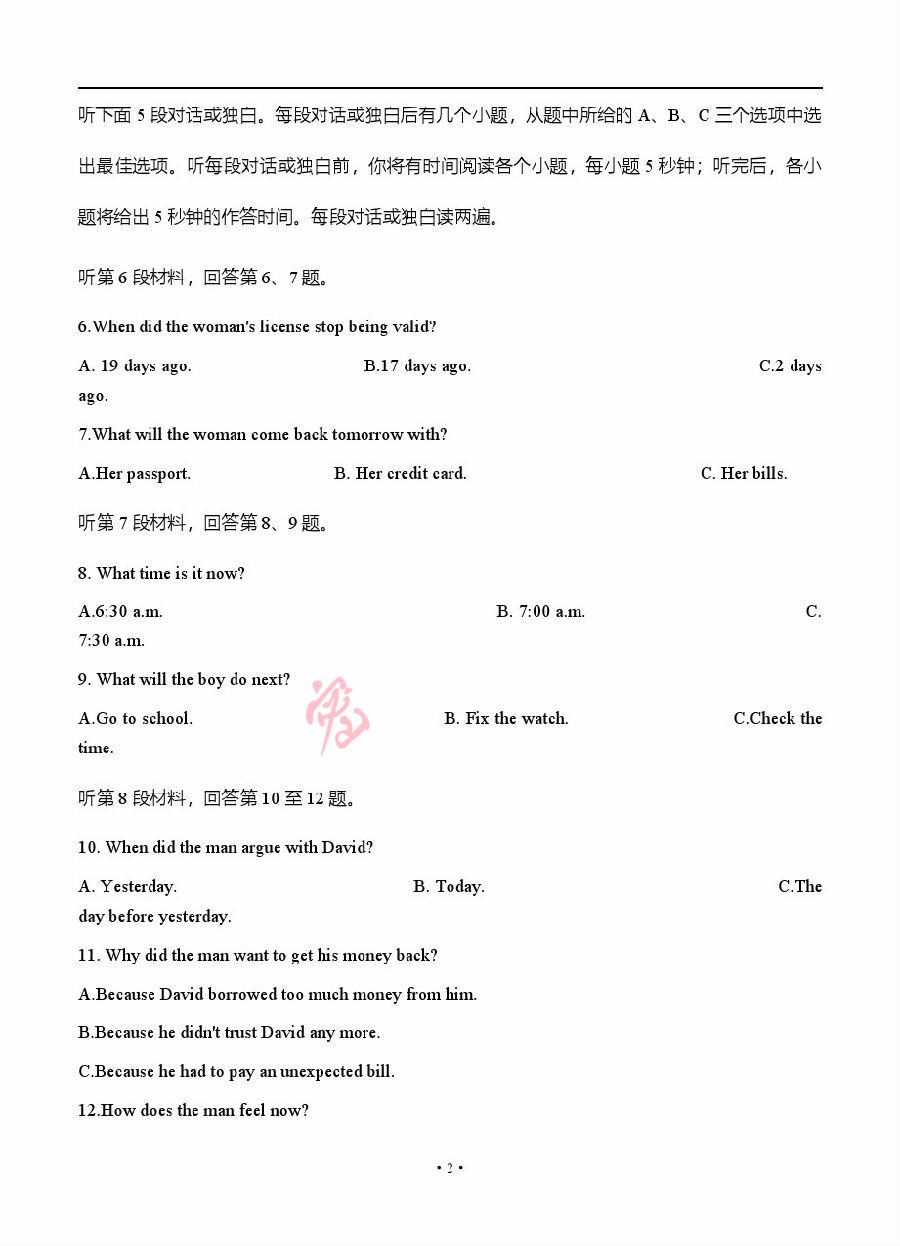 听下面 5 段对话或独白。每段对话或独白后有几个小题，从题中所给的 A、B、C 三个选项中选
出最佳选项。听每段对话或独白前，你将有时间阅读各个小题，每小题 5 秒钟；听完后，各小
题将给出 5 秒钟的作答时间。每段对话或独白读两遍。
听第 6 段材料，回答第 6、7 题。
6.When did the woman's license stop being valid?
A. 19 days ago. B.17 days ago. C.2 days
ago.
7.What will the woman come back tomorrow with?
A.Her passport. B. Her credit card. C. Her bills.
听第 7 段材料，回答第 8、9 题。
8. What time is it now?
A.6:30 a.m. B. 7:00 a.m. C.
7:30 a.m.
9. What will the boy do next?
A.Go to school. B. Fix the watch. C.Check the
time.
听第 8 段材料，回答第 10 至 12 题。
10. When did the man argue with David?
A. Yesterday. B. Today. C.The
day before yesterday.
11. Why did the man want to get his money back?
A.Because David borrowed too much money from him.
B.Because he didn't trust David any more.
C.Because he had to pay an unexpected bill.
12.How does the man feel now?
• 2 •